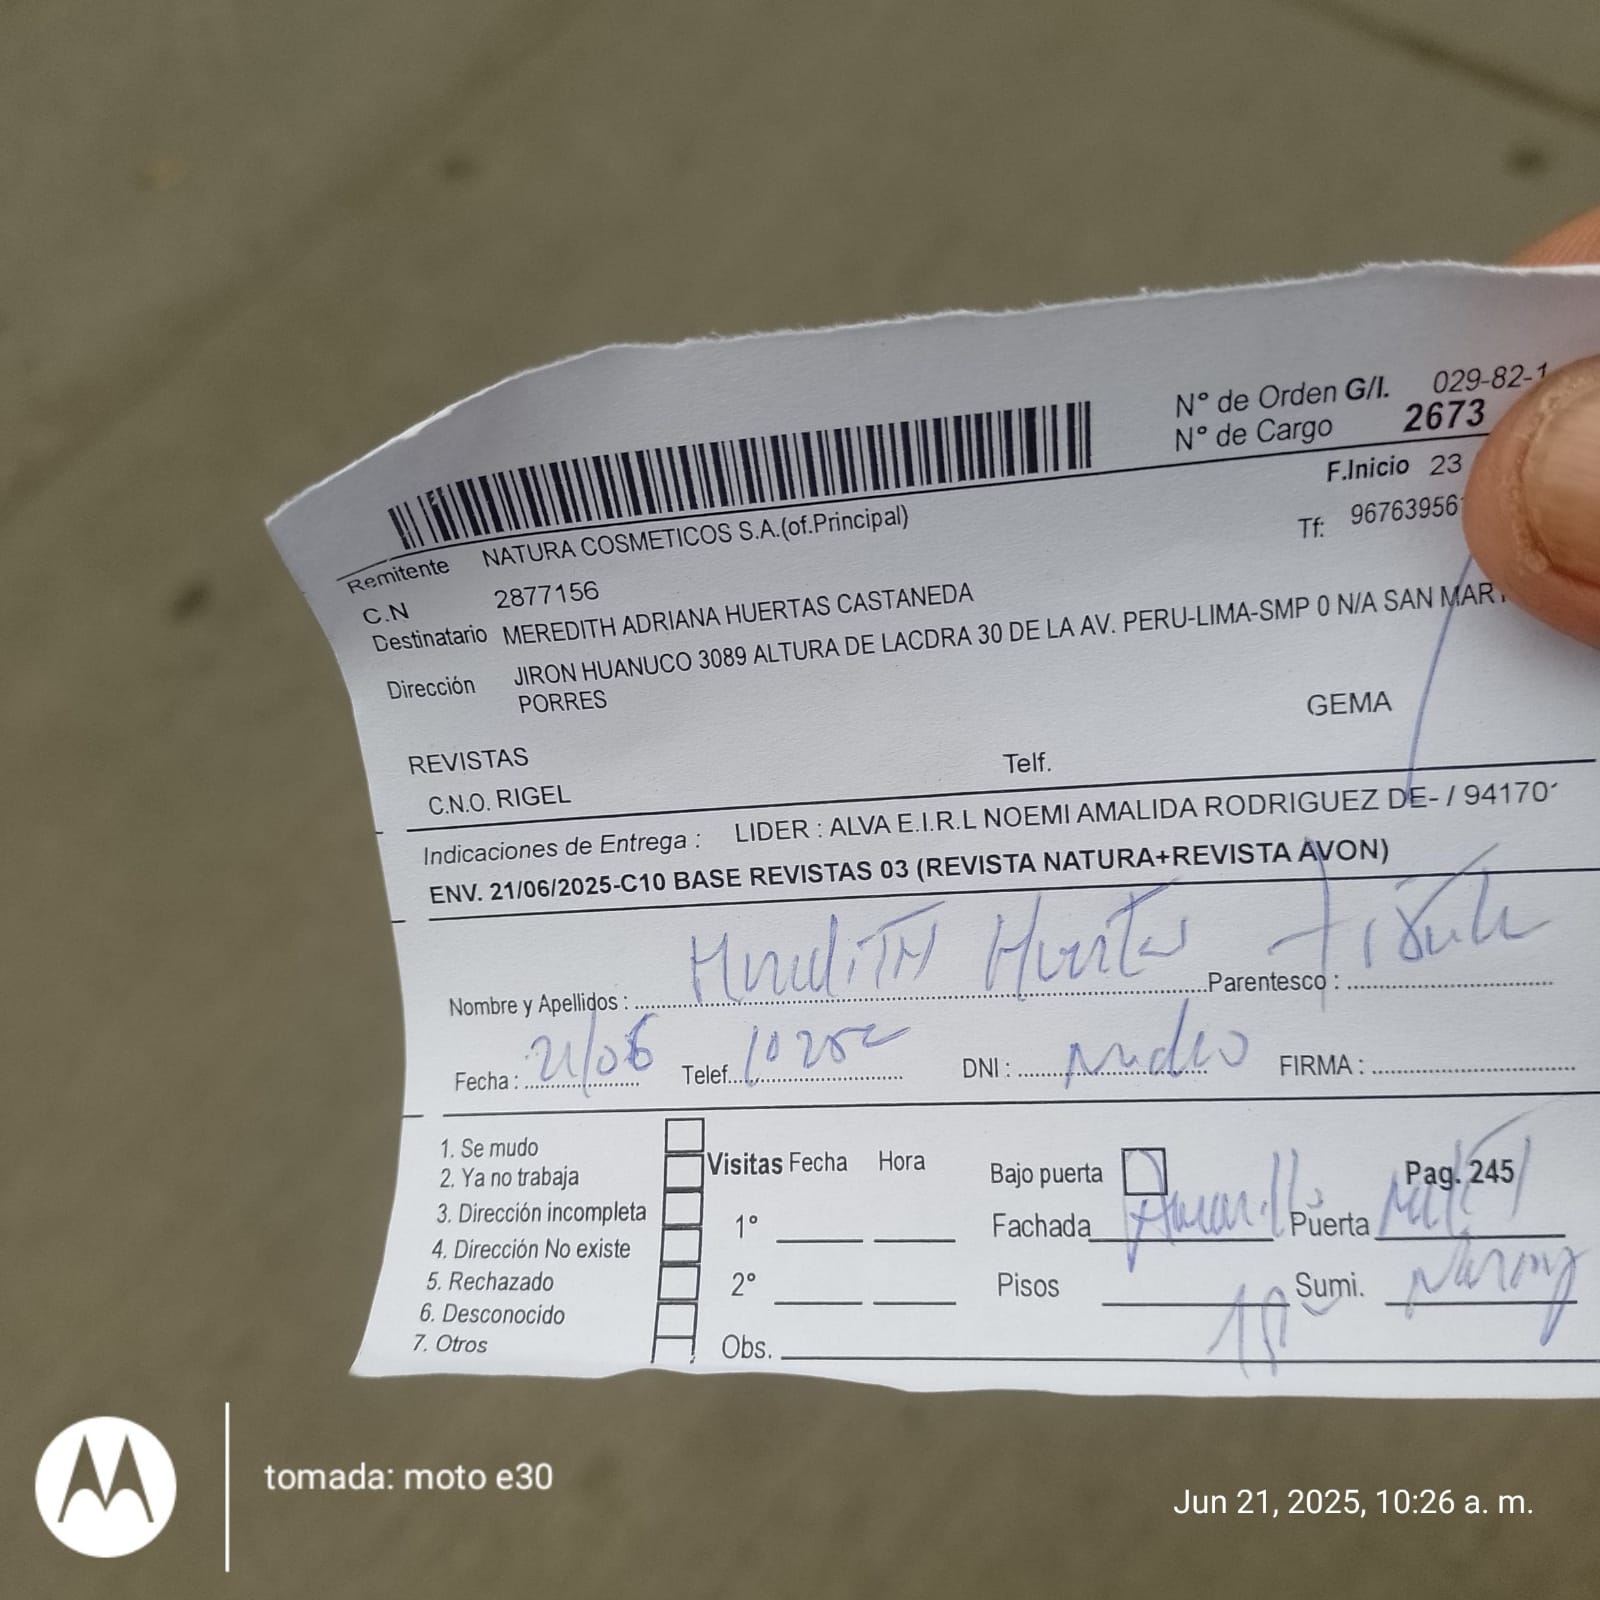 N° de Orden G/I. 029-82-1
N° de Cargo 2673
F.Inicio 23
Remitente NATURA COSMETICOS S.A.(of.Principal)
Tf: 96763956
C.N 2877156
Destinatario MEREDITH ADRIANA HUERTAS CASTANEDA
Dirección JIRON HUANUCO 3089 ALTURA DE LACDRA 30 DE LA AV. PERU-LIMA-SMP 0 N/A SAN MAR
PORRES
GEMA
REVISTAS
C.N.O. RIGEL Telf.
Indicaciones de Entrega : LIDER : ALVA E.I.R.L NOEMI AMALIDA RODRIGUEZ DE- / 94170
ENV. 21/06/2025-C10 BASE REVISTAS 03 (REVISTA NATURA+REVISTA AVON)
Nombre y Apellidos : MeredITH Huertas Parentesco : Titular
Fecha : 21/06 Telef. DNI : FIRMA :
1. Se mudo
2. Ya no trabaja
3. Dirección incompleta
4. Dirección No existe
5. Rechazado
6. Desconocido
7. Otros
Visitas Fecha Hora
1°
2°
Obs.
Bajo puerta Pag. 245
Fachada Amarillo Puerta Metal
Pisos Sumi.
tomada: moto e30
Jun 21, 2025, 10:26 a. m.